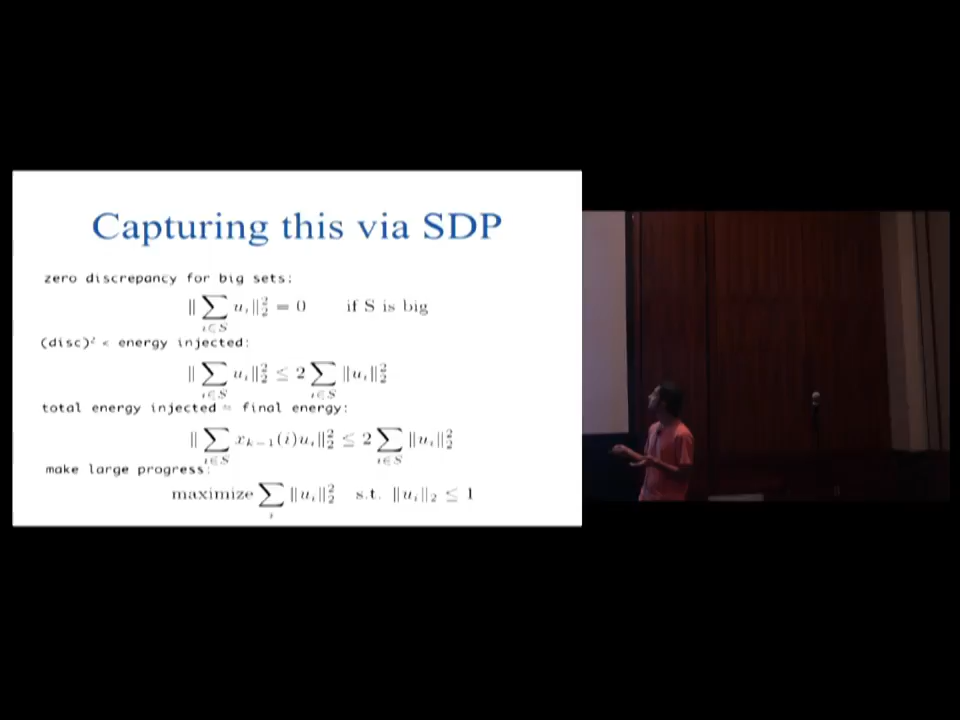 Capturing this via SDP
zero discrepancy for big sets:
‖ ∑_{i∈S} u_i ‖_2^2 = 0 if S is big
(disc)² < energy injected:
‖ ∑_{i∈S} u_i ‖_2^2 ≤ 2 ∑_{i∈S} ‖u_i‖_2^2
total energy injected ≈ final energy:
‖ ∑_{i∈S} x_{k−1}(i)u_i ‖_2^2 ≤ 2 ∑_{i∈S} ‖u_i‖_2^2
make large progress:
maximize ∑_i ‖u_i‖_2^2 s.t. ‖u_i‖_2 ≤ 1